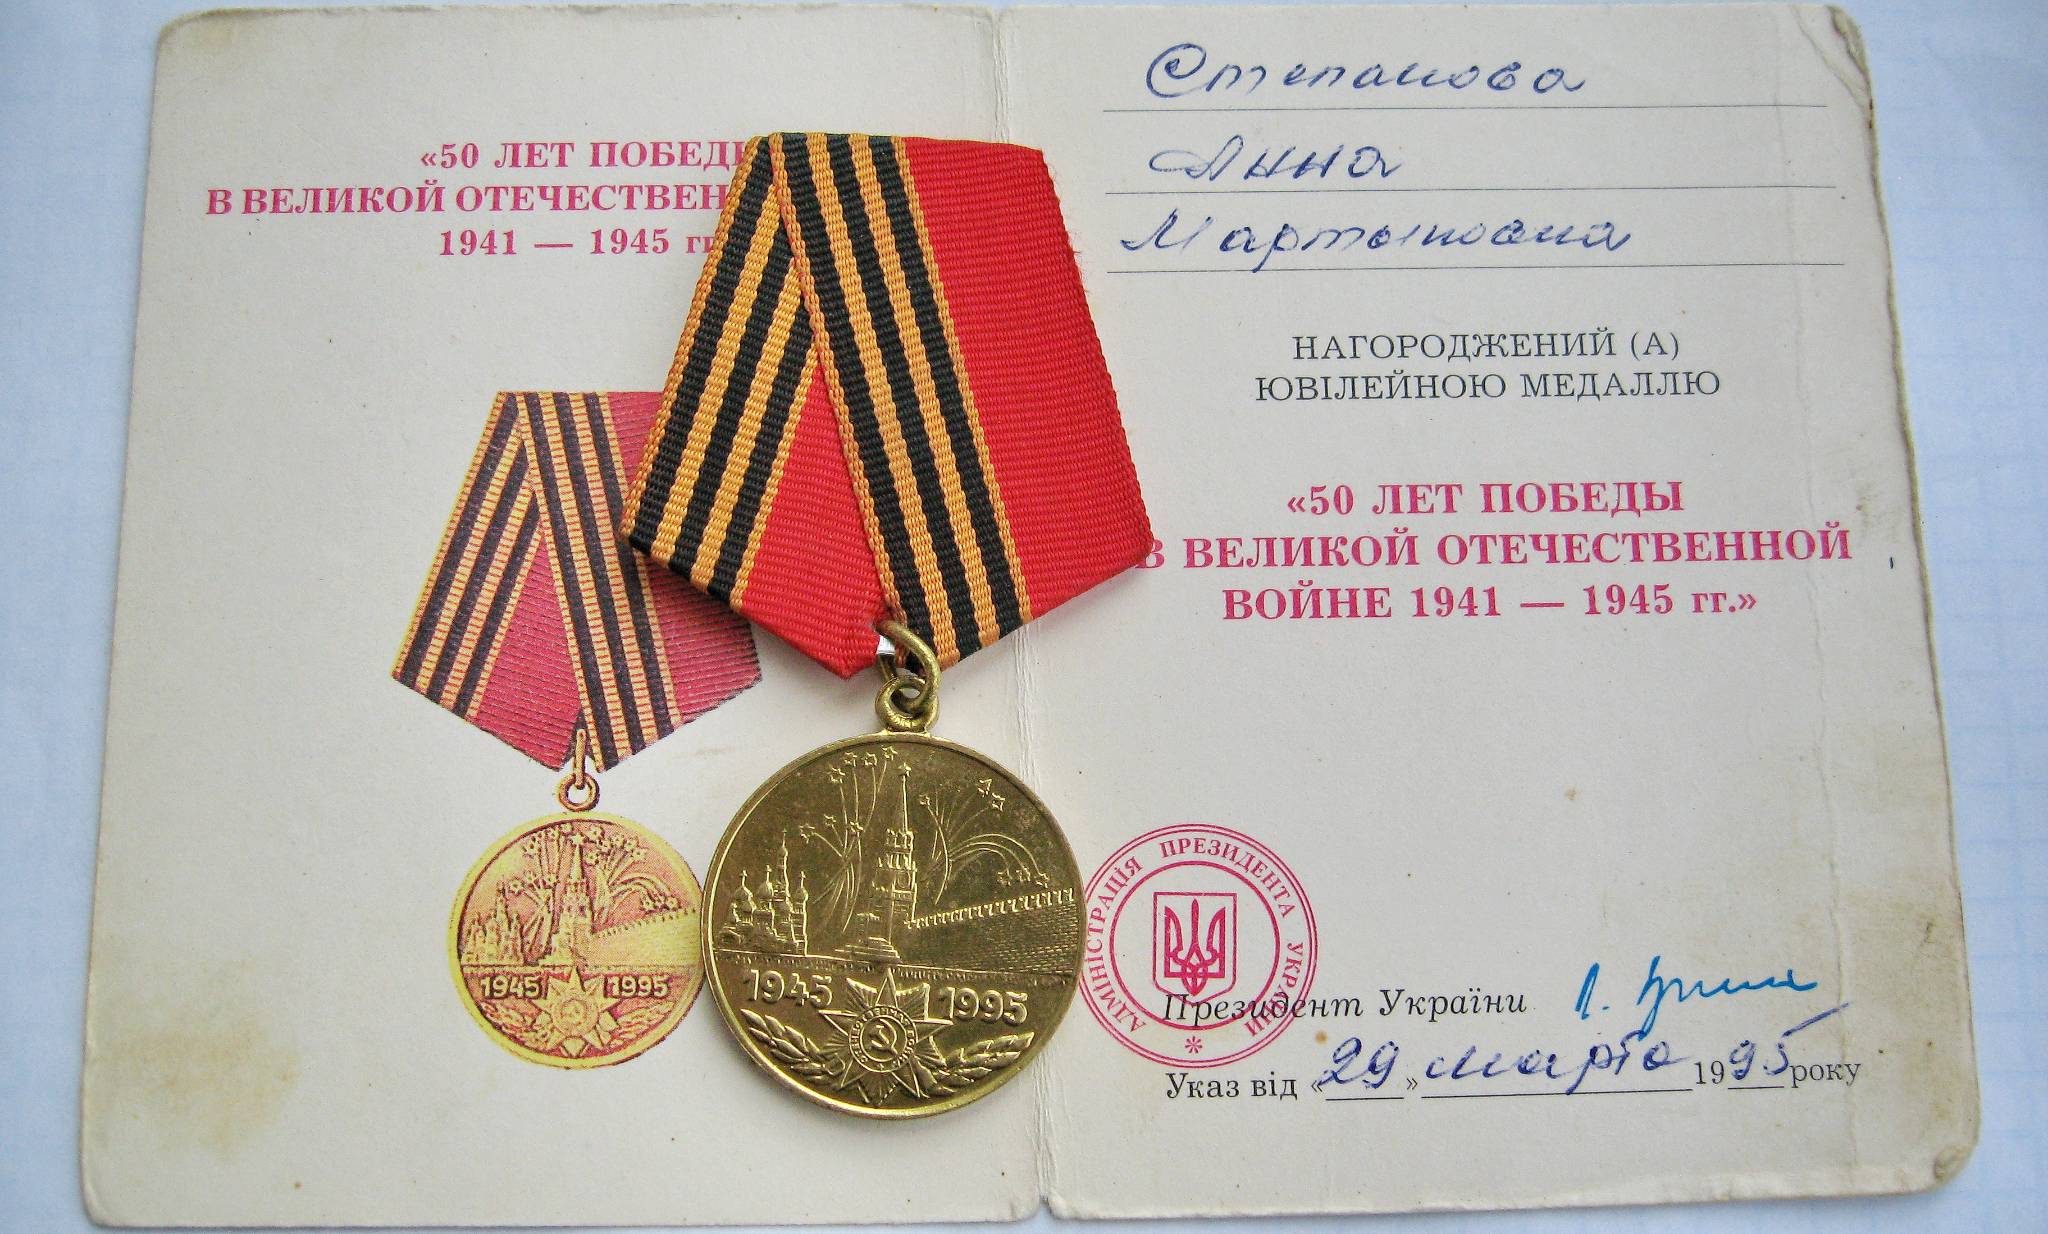 «50 ЛЕТ ПОБЕДЫ
В ВЕЛИКОЙ ОТЕЧЕСТВЕН
1941 — 1945 гг
1945 1995
1945 1995
ОТЕЧЕСТВЕННАЯ ВОЙНА
Степанова
Анна
Мартыновна
НАГОРОДЖЕНИЙ (А)
ЮВІЛЕЙНОЮ МЕДАЛЛЮ
«50 ЛЕТ ПОБЕДЫ
В ВЕЛИКОЙ ОТЕЧЕСТВЕННОЙ
ВОЙНЕ 1941 — 1945 гг.»
АДМІНІСТРАЦІЯ ПРЕЗИДЕНТА УКРАЇНИ
Президент України
Указ від «29» марта 1995 року